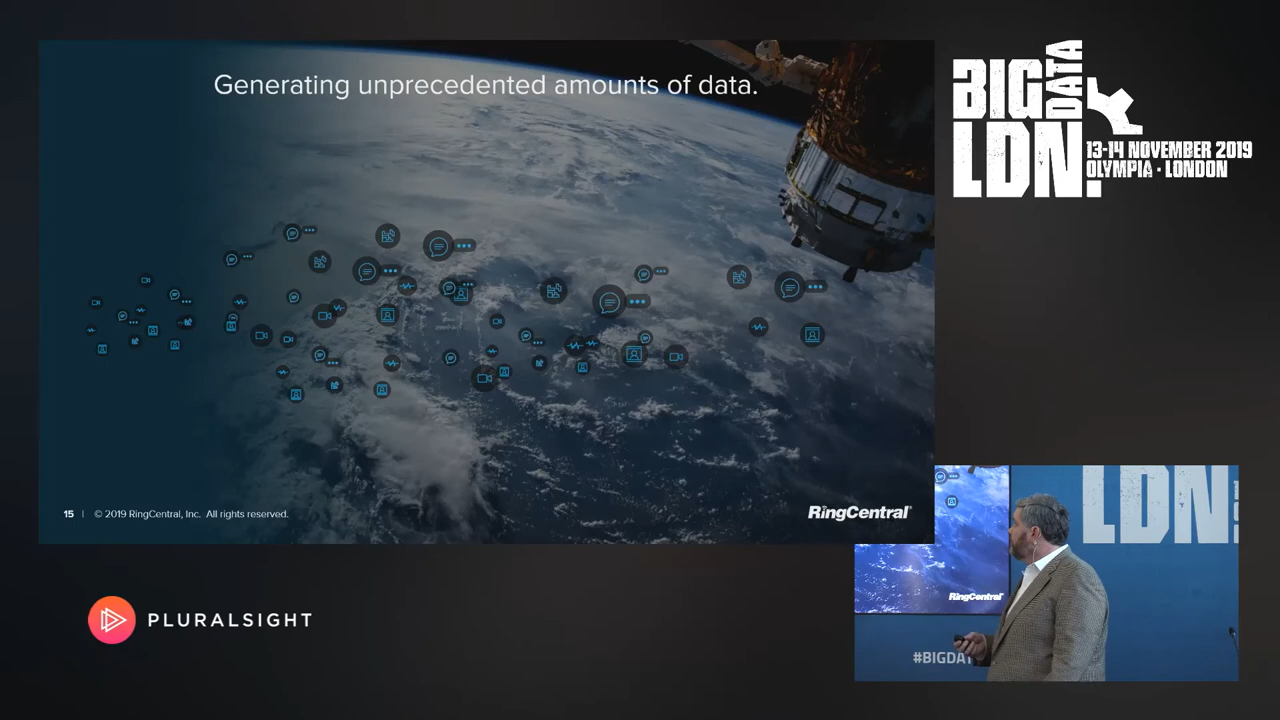 Generating unprecedented amounts of data.
BIG DATA
LDN.
13-14 NOVEMBER 2019
OLYMPIA · LONDON
15 | © 2019 RingCentral, Inc. All rights reserved.
RingCentral®
PLURALSIGHT
LDN.
RingCentral®
#BIGDAT